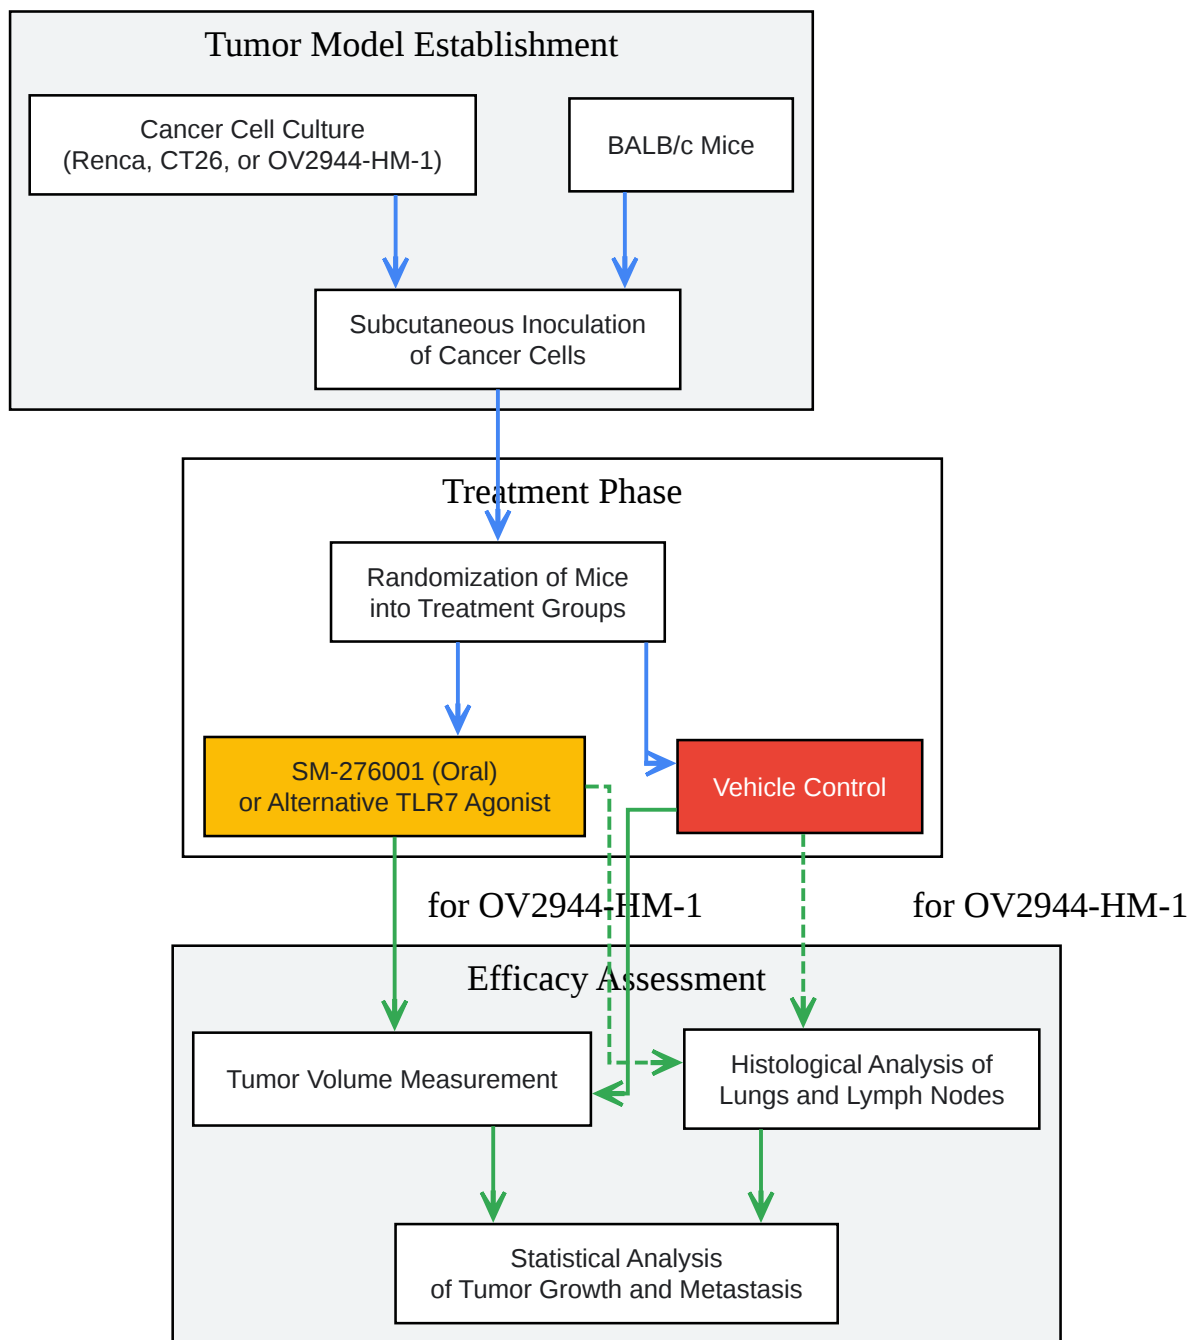 Tumor Model Establishment
Cancer Cell Culture
(Renca, CT26, or OV2944-HM-1)
BALB/c Mice
Subcutaneous Inoculation
of Cancer Cells
Treatment Phase
Randomization of Mice
into Treatment Groups
SM-276001 (Oral)
or Alternative TLR7 Agonist
Vehicle Control
for OV2944-HM-1
for OV2944-HM-1
Efficacy Assessment
Tumor Volume Measurement
Histological Analysis of
Lungs and Lymph Nodes
Statistical Analysis
of Tumor Growth and Metastasis